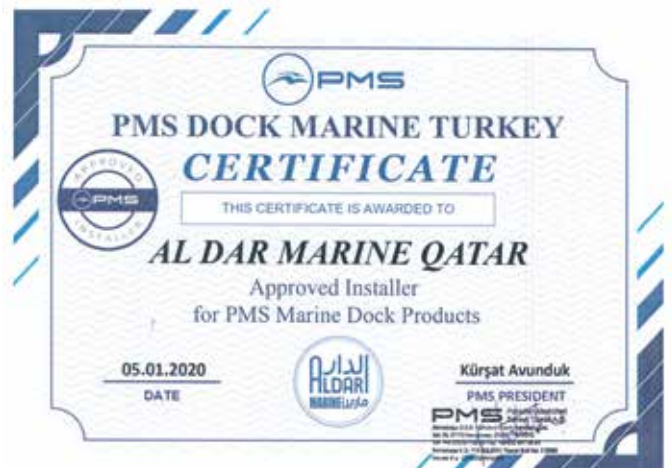 PMS
PMS DOCK MARINE TURKEY
CERTIFICATE
APPROVED
PMS
INSTALLER
THIS CERTIFICATE IS AWARDED TO
AL DAR MARINE QATAR
Approved Installer
for PMS Marine Dock Products
05.01.2020
DATE
الدار
ALDAR
MARINE مارين
Kürşat Avunduk
PMS PRESIDENT
PMS